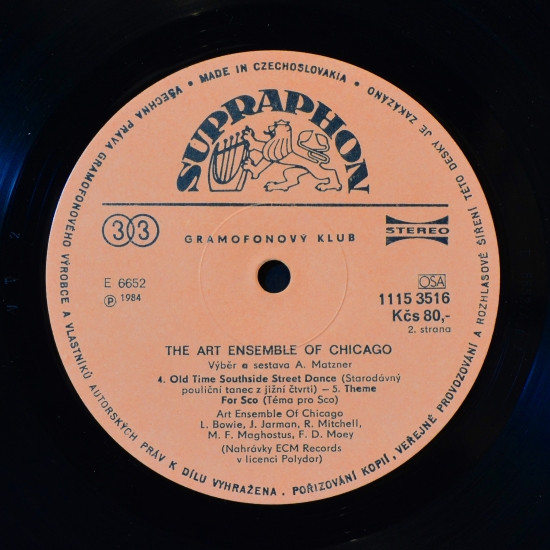 VŠECHNA PRÁVA GRAMOFONOVÉHO VÝROBCE A VLASTNÍKŮ AUTORSKÝCH PRÁV K DÍLU VYHRAŽENA. POŘIZOVÁNÍ KOPIÍ, VEŘEJNÉ PROVOZOVÁNÍ A ROZHLASOVÉ ŠÍŘENÍ TÉTO DESKY JE ZAKÁZÁNO
• MADE IN CZECHOSLOVAKIA •
SUPRAPHON
33
GRAMOFONOVÝ KLUB
STEREO
E 6652
Ⓟ 1984
OSA
1115 3516
Kčs 80,-
2. strana
THE ART ENSEMBLE OF CHICAGO
Výběr a sestava A. Matzner
4. Old Time Southside Street Dance (Starodávný
pouliční tanec z jižní čtvrti) — 5. Theme
For Sco (Téma pro Sco)
Art Ensemble Of Chicago
L. Bowie, J. Jarman, R. Mitchell,
M. F. Maghostus, F. D. Moey
(Nahrávky ECM Records
v licenci Polydor)